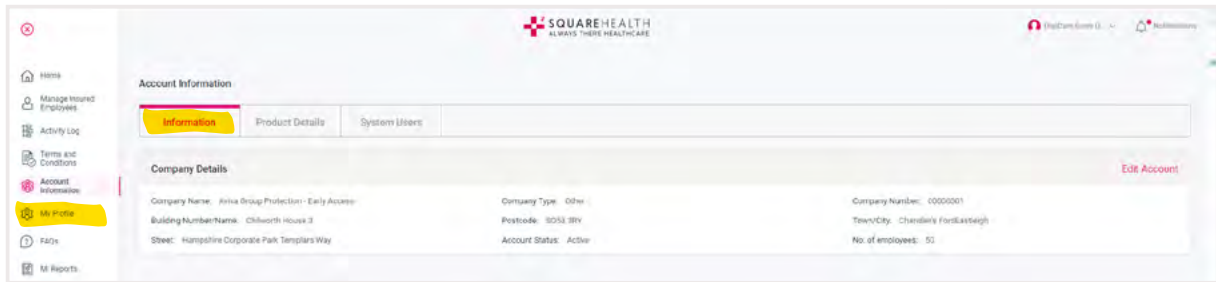 SQUAREHEALTH
ALWAYS THERE HEALTHCARE
Notifications
Home
Manage Insured
Employees
Activity Log
Terms and
Conditions
Account
Information
My Profile
FAQs
MI Reports
Account Information
Information
Product Details
System Users
Company Details
Edit Account
Company Name: Aviva Group Protection - Early Access
Company Type: Other
Company Number: 00000001
Building Number/Name: Chilworth House 3
Postcode: SO53 3RY
Town/City: Chandler's Ford Eastleigh
Street: Hampshire Corporate Park Templars Way
Account Status: Active
No. of employees: 50